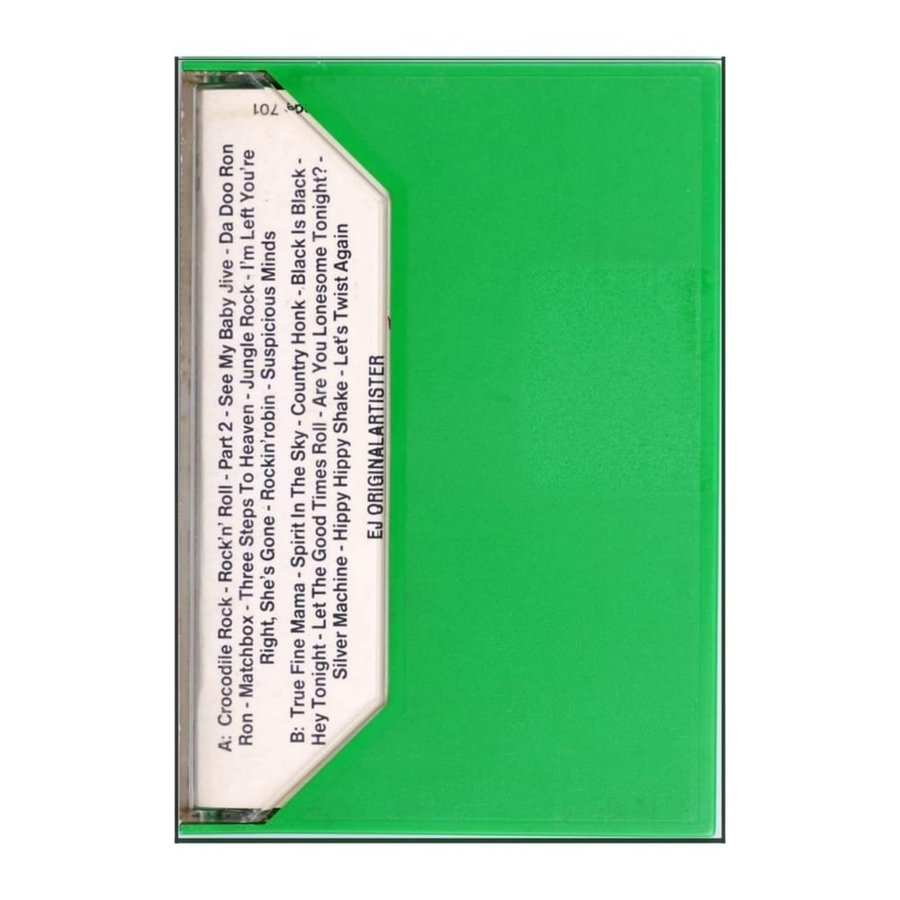 A: Crocodile Rock - Rock'n' Roll - Part 2 - See My Baby Jive - Da Doo Ron
Ron - Matchbox - Three Steps To Heaven - Jungle Rock - I'm Left You're
Right, She's Gone - Rockin'robin - Suspicious Minds
B: True Fine Mama - Spirit In The Sky - Country Honk - Black Is Black -
Hey Tonight - Let The Good Times Roll - Are You Lonesome Tonight? -
Silver Machine - Hippy Hippy Shake - Let's Twist Again
EJ ORIGINALARTISTER
701